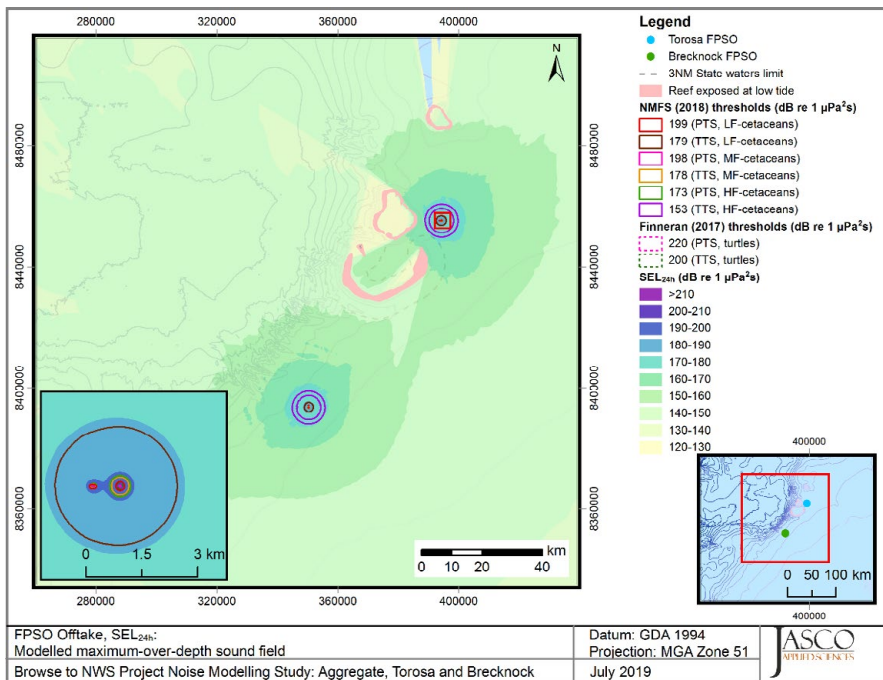 280000
320000
360000
400000
N
8480000
8440000
8400000
8360000
8480000
8440000
8400000
8360000
0
1.5
3 km
km
0
10
20
40
280000
320000
360000
400000
Legend
Torosa FPSO
Brecknock FPSO
3NM State waters limit
Reef exposed at low tide
NMFS (2018) thresholds (dB re 1 µPa²s)
199 (PTS, LF-cetaceans)
179 (TTS, LF-cetaceans)
198 (PTS, MF-cetaceans)
178 (TTS, MF-cetaceans)
173 (PTS, HF-cetaceans)
153 (TTS, HF-cetaceans)
Finneran (2017) thresholds (dB re 1 µPa²s)
220 (PTS, turtles)
200 (TTS, turtles)
SEL24h (dB re 1 µPa²s)
>210
200-210
190-200
180-190
170-180
160-170
150-160
140-150
130-140
120-130
400000
0 50 100
km
400000
FPSO Offtake, SEL24h:
Modelled maximum-over-depth sound field
Browse to NWS Project Noise Modelling Study: Aggregate, Torosa and Brecknock
Datum: GDA 1994
Projection: MGA Zone 51
July 2019
JASCO
APPLIED SCIENCES